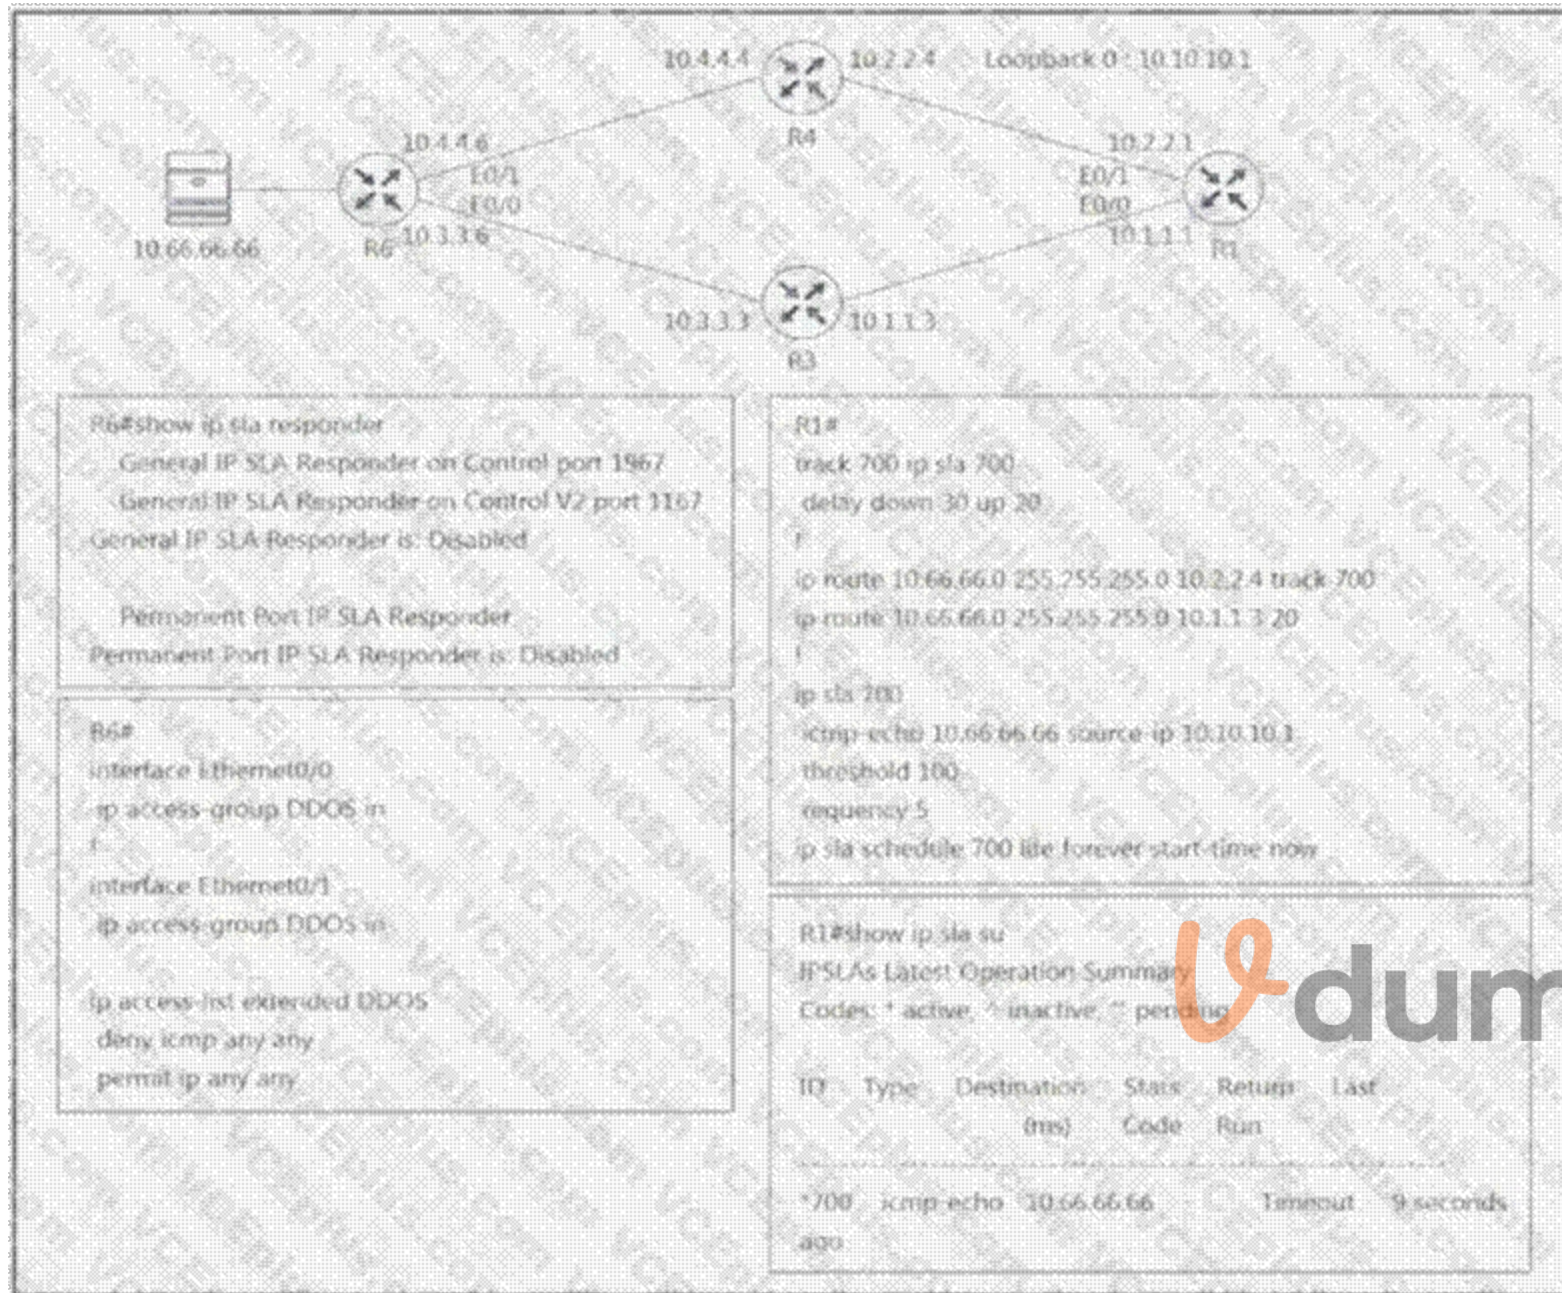 10.4.4.4
10.2.2.4
Loopback 0 : 10.10.10.1
R4
10.4.4.6
10.2.2.1
E0/1
E0/1
E0/0
E0/0
10.66.66.66
R6
10.3.3.6
10.1.1.1
R1
10.3.3.3
10.1.1.3
R3
R6#show ip sla responder
General IP SLA Responder on Control port 1967
General IP SLA Responder on Control V2 port 1167
General IP SLA Responder is: Disabled
Permanent Port IP SLA Responder
Permanent Port IP SLA Responder is: Disabled
R6#
interface Ethernet0/0
ip access-group DDOS in
!
interface Ethernet0/1
ip access-group DDOS in
ip access-list extended DDOS
deny icmp any any
permit ip any any
R1#
track 700 ip sla 700
delay down 30 up 20
!
ip route 10.66.66.0 255.255.255.0 10.2.2.4 track 700
ip route 10.66.66.0 255.255.255.0 10.1.1.3 20
!
ip sla 700
icmp-echo 10.66.66.66 source-ip 10.10.10.1
threshold 100
requency 5
ip sla schedule 700 life forever start-time now
R1#show ip sla su
IPSLAs Latest Operation Summary
Codes: * active, ^ inactive, ~ pending
ID Type Destination Stats Return Last
(ms) Code Run
*700 icmp-echo 10.66.66.66 - Timeout 9 seconds
ago
dum